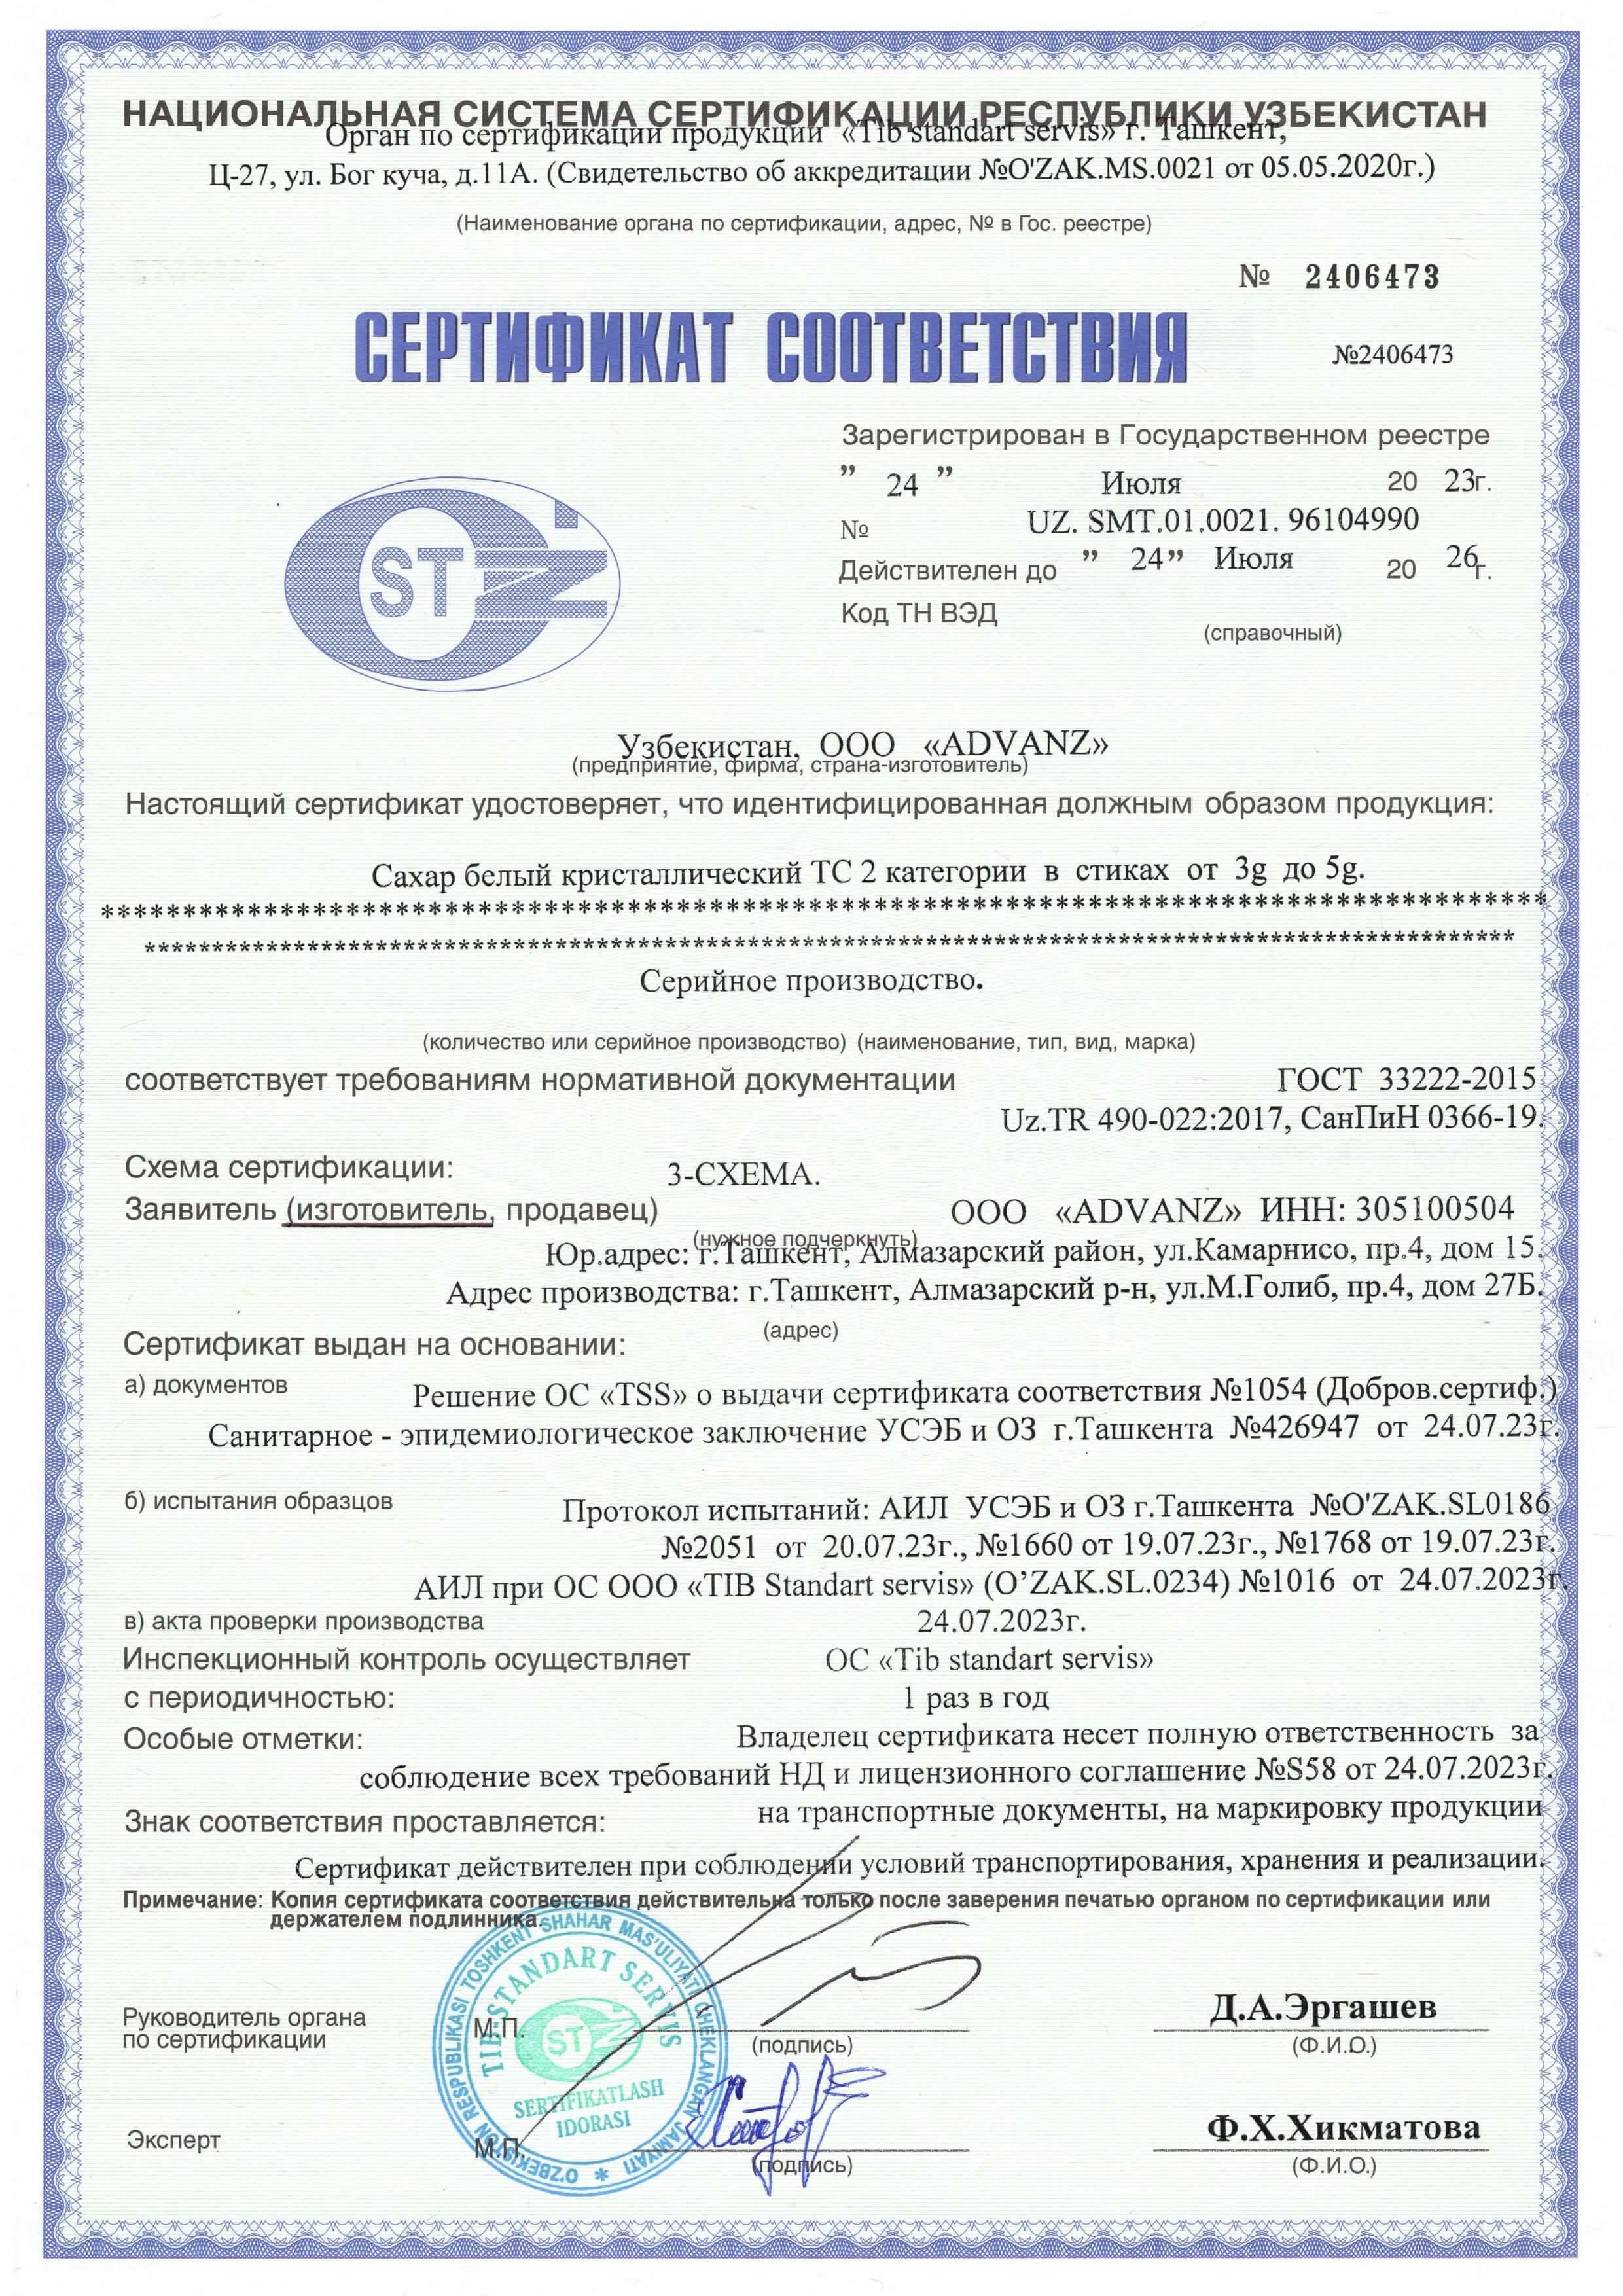 НАЦИОНАЛЬНАЯ СИСТЕМА СЕРТИФИКАЦИИ РЕСПУБЛИКИ УЗБЕКИСТАН
Орган по сертификации продукции «Tib standart servis» г. Ташкент,
Ц-27, ул. Бог куча, д.11А. (Свидетельство об аккредитации №O'ZAK.MS.0021 от 05.05.2020г.)
(Наименование органа по сертификации, адрес, № в Гос. реестре)
№ 2406473
СЕРТИФИКАТ СООТВЕТСТВИЯ
№2406473
Зарегистрирован в Государственном реестре
” 24 ” Июля 20 23г.
№ UZ. SMT.01.0021. 96104990
Действителен до ” 24” Июля 20 26г.
Код ТН ВЭД
(справочный)
ST
Узбекистан, ООО «ADVANZ»
(предприятие, фирма, страна-изготовитель)
Настоящий сертификат удостоверяет, что идентифицированная должным образом продукция:
Сахар белый кристаллический ТС 2 категории в стиках от 3g до 5g.
Серийное производство.
(количество или серийное производство) (наименование, тип, вид, марка)
соответствует требованиям нормативной документации ГОСТ 33222-2015
Uz.TR 490-022:2017, СанПиН 0366-19.
Схема сертификации: 3-СХЕМА.
Заявитель (изготовитель, продавец) ООО «ADVANZ» ИНН: 305100504
(нужное подчеркнуть)
Юр.адрес: г.Ташкент, Алмазарский район, ул.Камарнисо, пр.4, дом 15.
Адрес производства: г.Ташкент, Алмазарский р-н, ул.М.Голиб, пр.4, дом 27Б.
(адрес)
Сертификат выдан на основании:
а) документов Решение ОС «TSS» о выдачи сертификата соответствия №1054 (Добров.сертиф.)
Санитарное - эпидемиологическое заключение УСЭБ и ОЗ г.Ташкента №426947 от 24.07.23г.
б) испытания образцов Протокол испытаний: АИЛ УСЭБ и ОЗ г.Ташкента №O'ZAK.SL0186
№2051 от 20.07.23г., №1660 от 19.07.23г., №1768 от 19.07.23г.
АИЛ при ОС ООО «TIB Standart servis» (O’ZAK.SL.0234) №1016 от 24.07.2023г.
в) акта проверки производства 24.07.2023г.
Инспекционный контроль осуществляет ОС «Tib standart servis»
с периодичностью: 1 раз в год
Особые отметки: Владелец сертификата несет полную ответственность за
соблюдение всех требований НД и лицензионного соглашение №S58 от 24.07.2023г.
Знак соответствия проставляется: на транспортные документы, на маркировку продукции
Сертификат действителен при соблюдении условий транспортирования, хранения и реализации.
Примечание: Копия сертификата соответствия действительна только после заверения печатью органом по сертификации или
держателем подлинника.
O'ZBEKISTON RESPUBLIKASI TOSHKENT SHAHAR MAS'ULIYATI CHEKLANGAN JAMIYATI *
TIB-STANDART SERVIS
ST
SERTIFIKATLASH
IDORASI
Руководитель органа
по сертификации
М.П.
(подпись)
Д.А.Эргашев
(Ф.И.О.)
Эксперт
М.П.
(подпись)
Ф.Х.Хикматова
(Ф.И.О.)